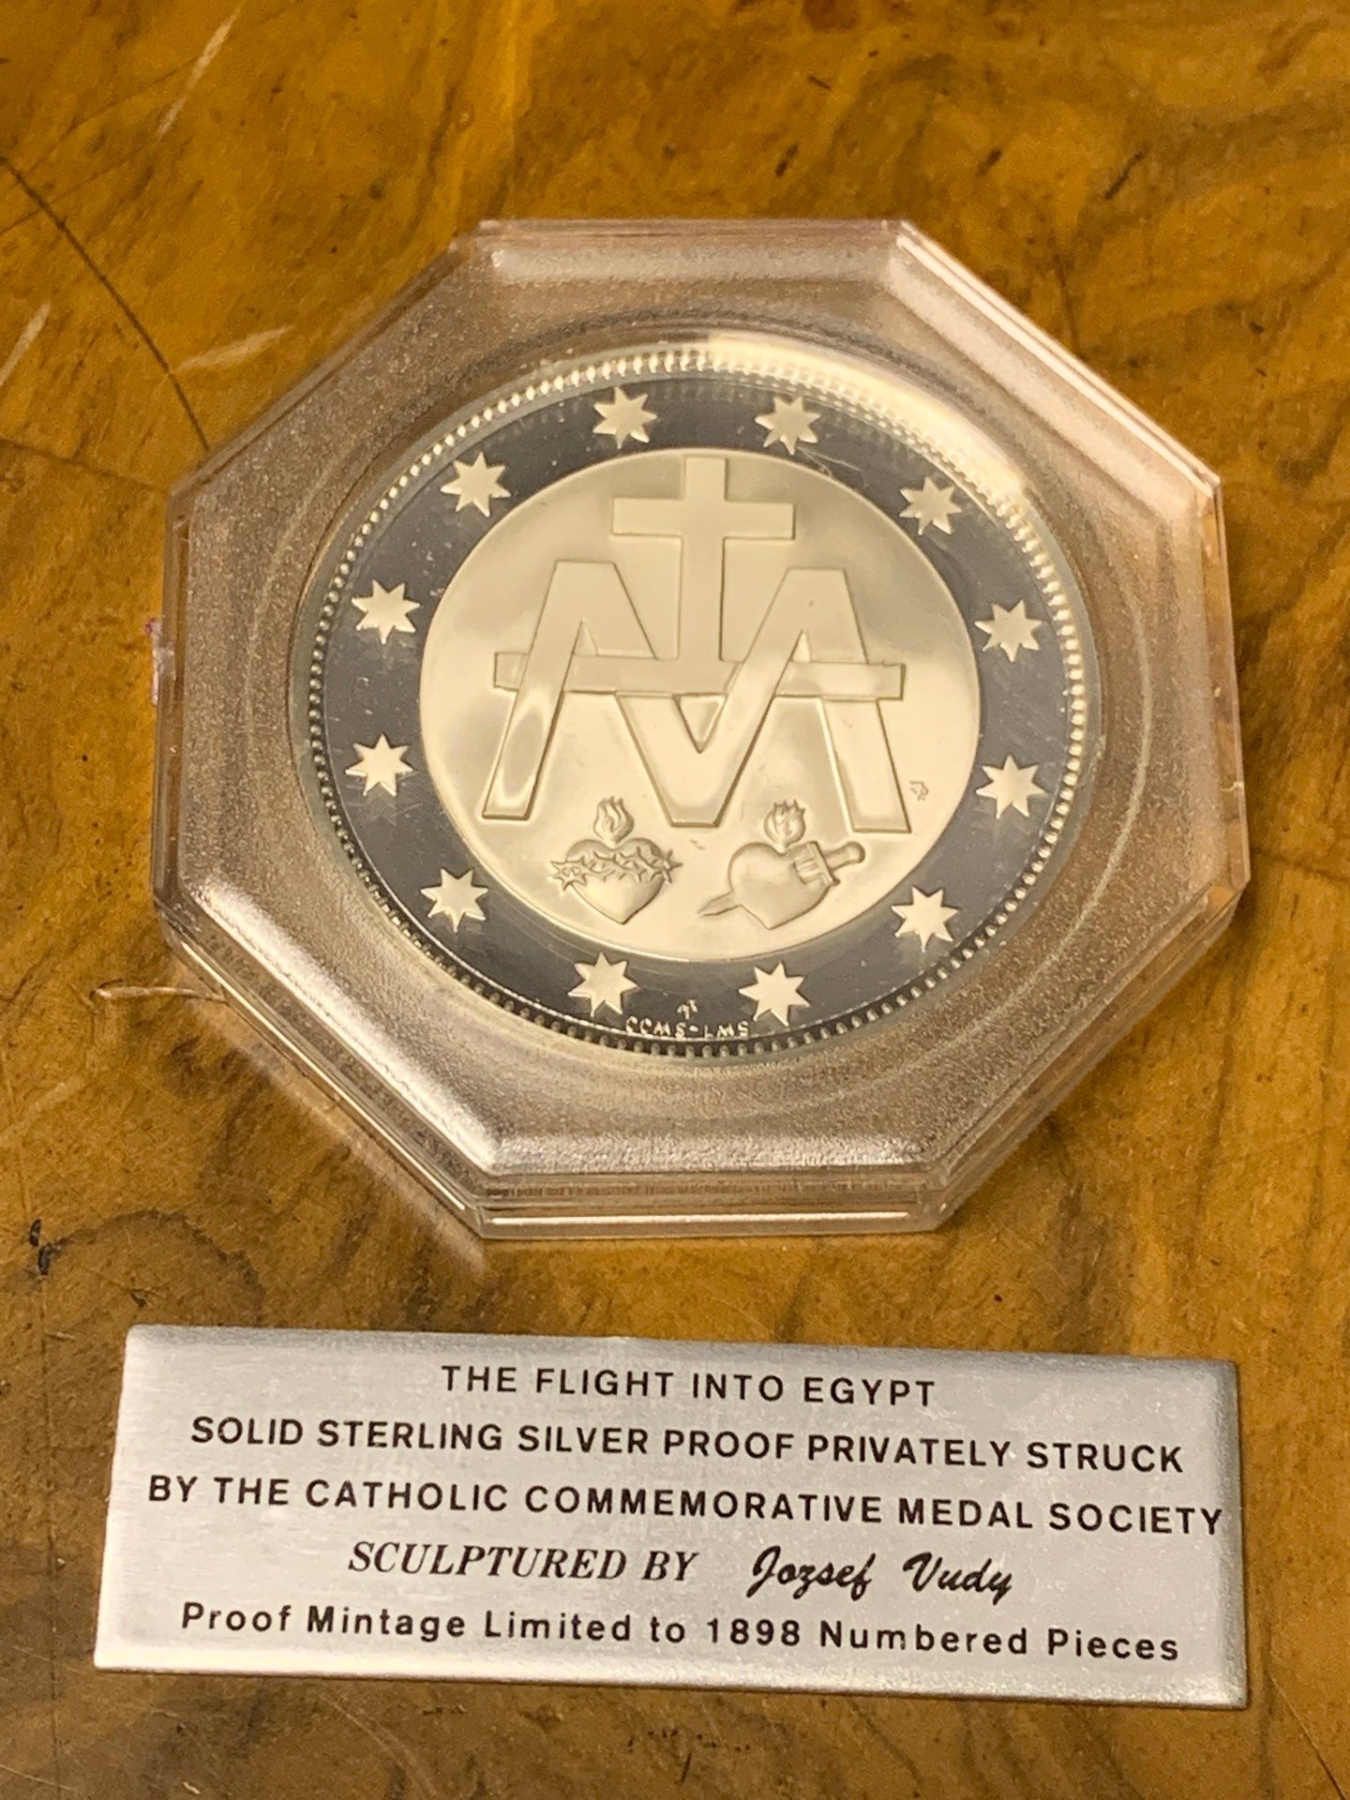 CCMS-LMS
THE FLIGHT INTO EGYPT
SOLID STERLING SILVER PROOF PRIVATELY STRUCK
BY THE CATHOLIC COMMEMORATIVE MEDAL SOCIETY
SCULPTURED BY Jozsef Vudy
Proof Mintage Limited to 1898 Numbered Pieces